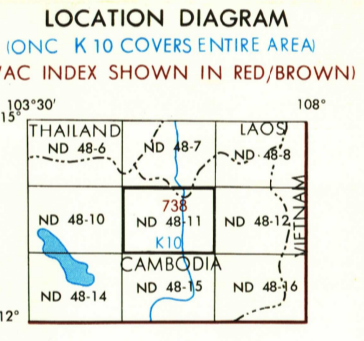 LOCATION DIAGRAM
(ONC K 10 COVERS ENTIRE AREA)
AC INDEX SHOWN IN RED/BROWN)
103°30' 108°
15°
THAILAND LAOS
ND 48-6 ND 48-7 ND 48-8
738
ND 48-10 ND 48-11 ND 48-12
K10
VIETNAM
CAMBODIA
ND 48-14 ND 48-15 ND 48-16
12°